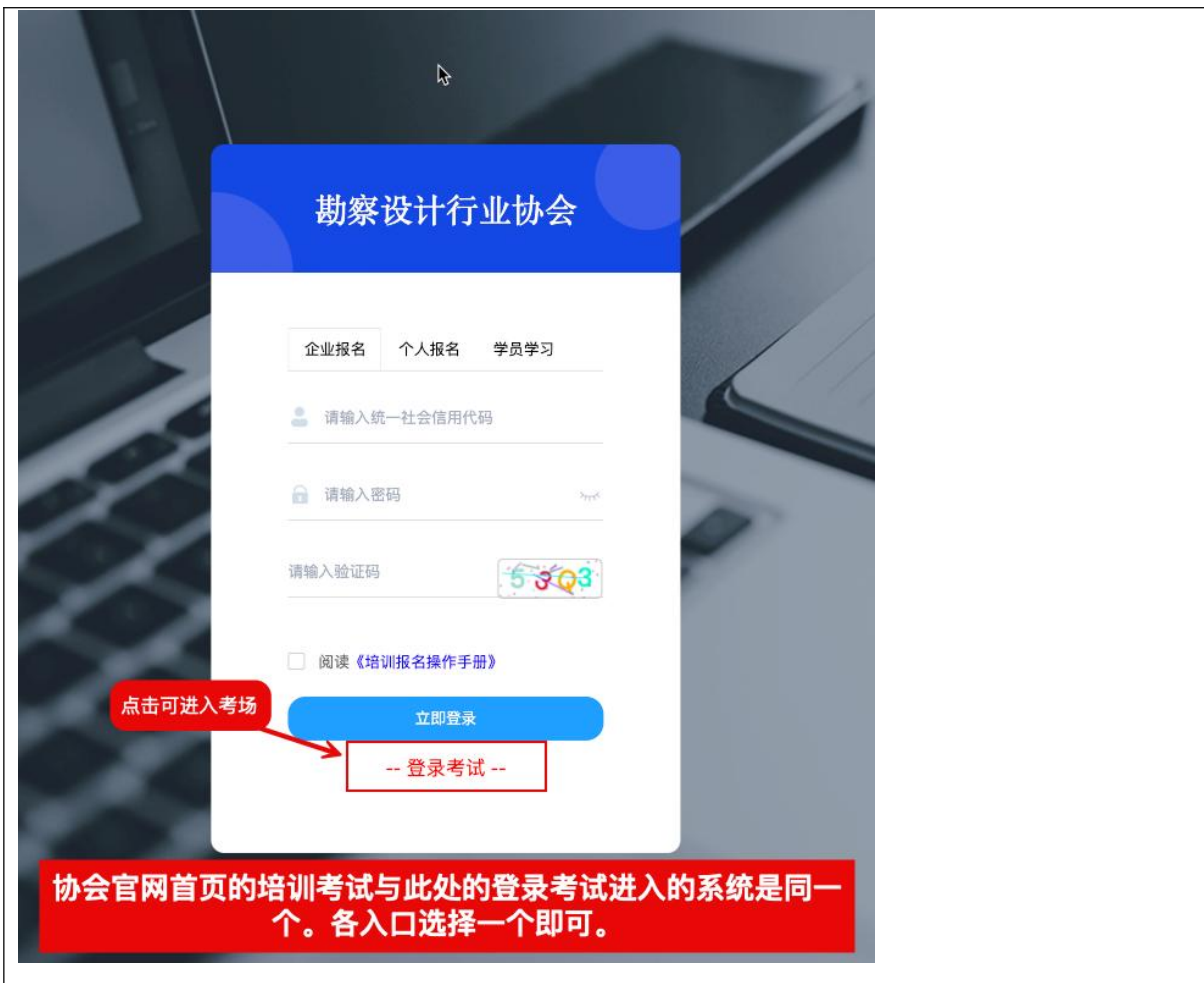 勘察设计行业协会
企业报名 个人报名 学员学习
请输入统一社会信用代码
请输入密码
请输入验证码 53Q3
阅读《培训报名操作手册》
点击可进入考场
立即登录
-- 登录考试 --
协会官网首页的培训考试与此处的登录考试进入的系统是同一
个。各入口选择一个即可。